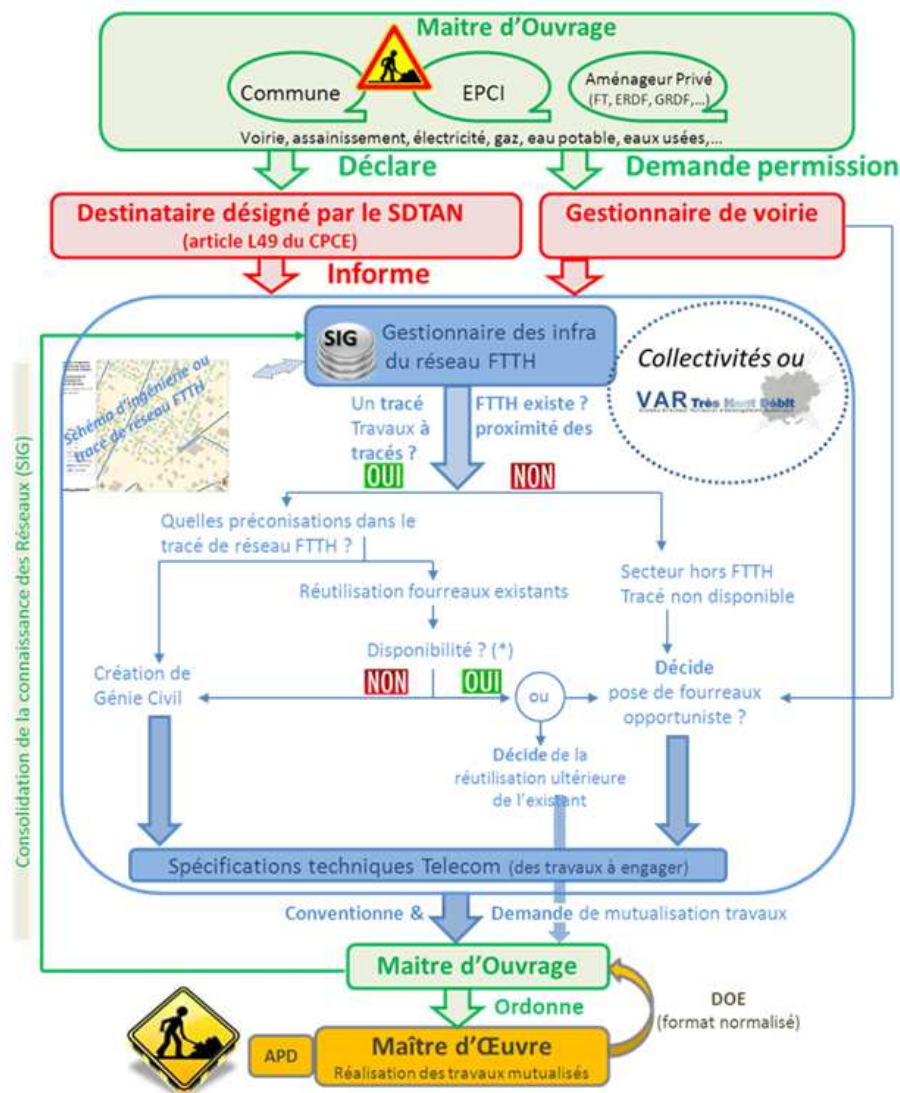 Maitre d'Ouvrage
Commune
EPCI
Aménageur Privé
(FT, ERDF, GRDF,...)
Voirie, assainissement, électricité, gaz, eau potable, eaux usées,...
Déclare
Demande permission
Destinataire désigné par le SDTAN
(article L49 du CPCE)
Gestionnaire de voirie
Informe
SIG
Gestionnaire des infra
du réseau FTTH
Collectivités ou
VAR Très Haut Débit
Schéma d'ingénierie ou
tracé de réseau FTTH
Un tracé FTTH existe ?
Travaux à proximité des
tracés ?
OUI
NON
Quelles préconisations dans le
tracé de réseau FTTH ?
Réutilisation fourreaux existants
Secteur hors FTTH
Tracé non disponible
Disponibilité ? (*)
NON
OUI
Création de
Génie Civil
ou
Décide
pose de fourreaux
opportuniste ?
Décide de la
réutilisation ultérieure
de l'existant
Spécifications techniques Telecom (des travaux à engager)
Conventionne & Demande de mutualisation travaux
Consolidation de la connaissance des Réseaux (SIG)
Maitre d'Ouvrage
Ordonne
DOE
(format normalisé)
APD
Maître d'Œuvre
Réalisation des travaux mutualisés